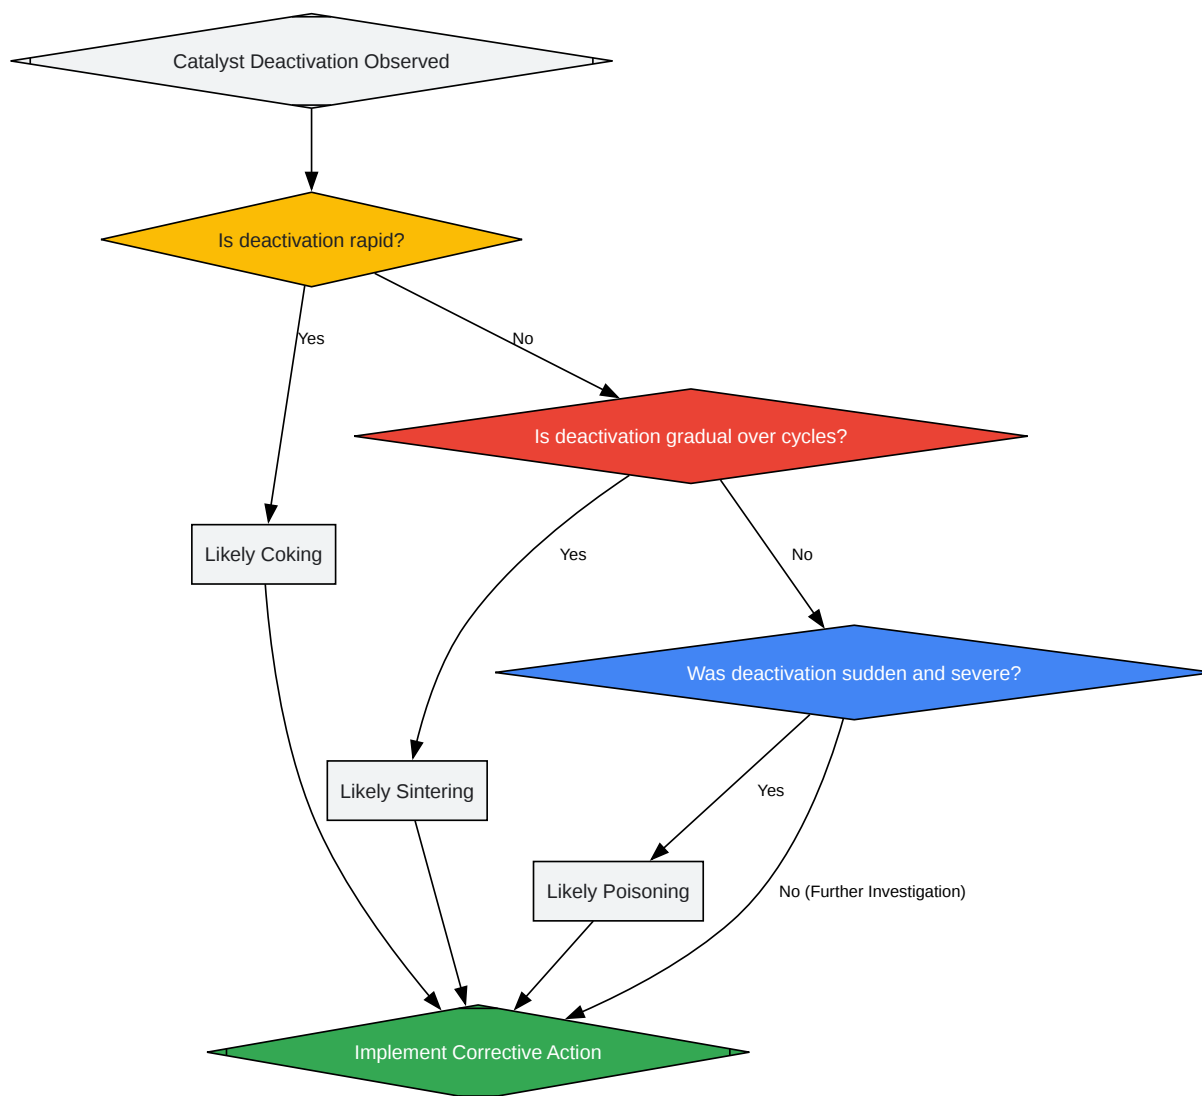 Catalyst Deactivation Observed
Is deactivation rapid?
Yes
No
Is deactivation gradual over cycles?
Likely Coking
Yes
No
Was deactivation sudden and severe?
Likely Sintering
Yes
Likely Poisoning
No (Further Investigation)
Implement Corrective Action